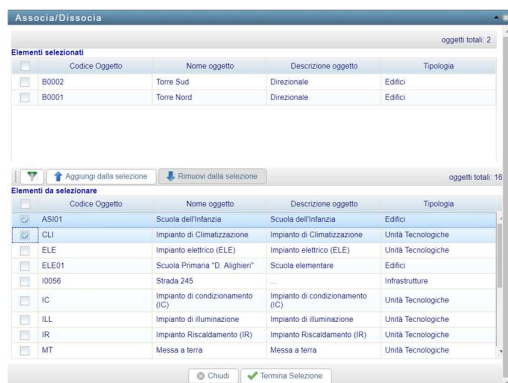 Associa/Dissocia
oggetti totali: 2
Elementi selezionati
Codice Oggetto Nome oggetto Descrizione oggetto Tipologia
B0002 Torre Sud Direzionale Edifici
B0001 Torre Nord Direzionale Edifici
Aggiungi dalla selezione Rimuovi dalla selezione oggetti totali: 16
Elementi da selezionare
Codice Oggetto Nome oggetto Descrizione oggetto Tipologia
ASI01 Scuola dell'Infanzia Scuola dell'Infanzia Edifici
CLI Impianto di Climatizzazione Impianto di Climatizzazione Unità Tecnologiche
ELE Impianto elettrico (ELE) Impianto elettrico (ELE) Unità Tecnologiche
ELE01 Scuola Primaria "D. Alighieri" Scuola elementare Edifici
I0056 Strada 245 ... Infrastrutture
IC Impianto di condizionamento (IC) Impianto di condizionamento (IC) Unità Tecnologiche
ILL Impianto di illuminazione Impianto di illuminazione Unità Tecnologiche
IR Impianto Riscaldamento (IR) Impianto Riscaldamento (IR) Unità Tecnologiche
MT Messa a terra Messa a terra Unità Tecnologiche
Chiudi Termina Selezione